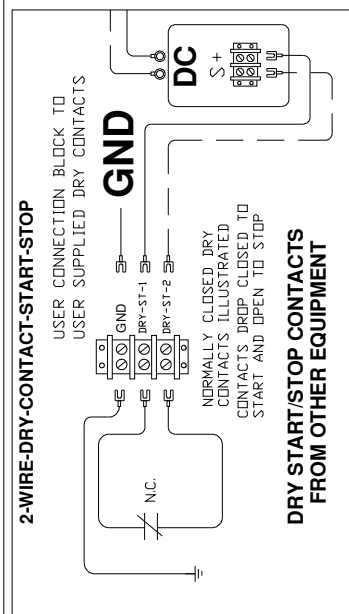 2-WIRE-DRY-CONTACT-START-STOP
USER CONNECTION BLOCK TO
USER SUPPLIED DRY CONTACTS
GND
DC
S+
GND
DRY-ST-1
DRY-ST-2
N.C.
NORMALLY CLOSED DRY
CONTACTS ILLUSTRATED
CONTACTS DROP CLOSED TO
START AND OPEN TO STOP
DRY START/STOP CONTACTS
FROM OTHER EQUIPMENT